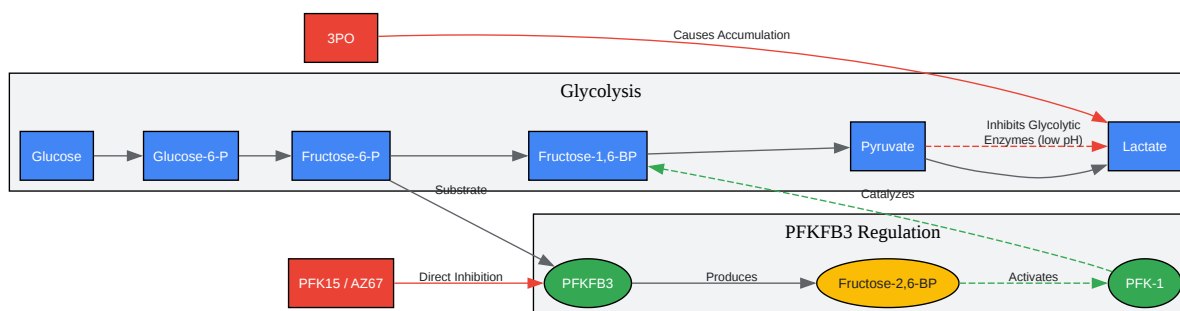 3PO
Causes Accumulation
Glycolysis
Glucose
Glucose-6-P
Fructose-6-P
Fructose-1,6-BP
Pyruvate
Inhibits Glycolytic
Enzymes (low pH)
Lactate
Substrate
Catalyzes
PFKFB3 Regulation
PFK15 / AZ67
Direct Inhibition
PFKFB3
Produces
Fructose-2,6-BP
Activates
PFK-1